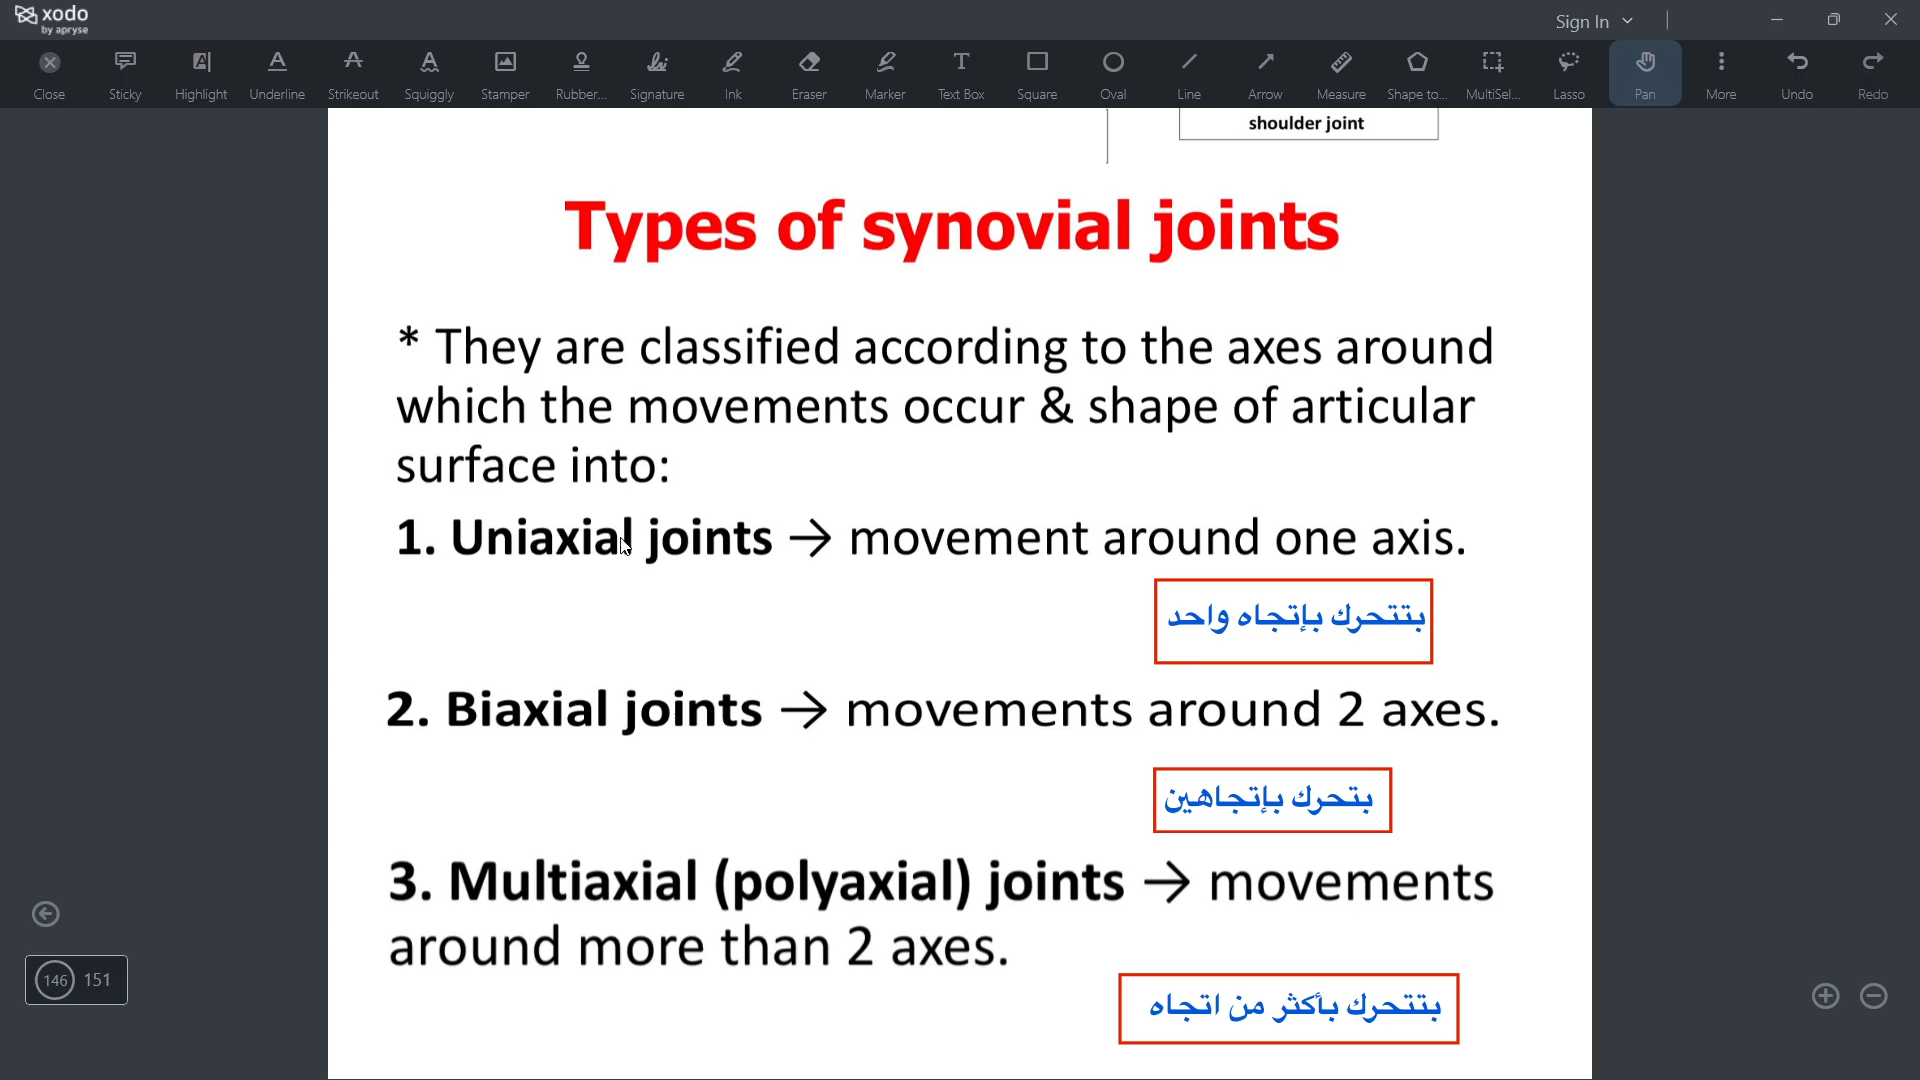 xodo
by apryse
Sign In
Close
Sticky
Highlight
Underline
Strikeout
Squiggly
Stamper
Rubber...
Signature
Ink
Eraser
Marker
Text Box
Square
Oval
Line
Arrow
Measure
Shape to...
MultiSel...
Lasso
Pan
More
Undo
Redo
shoulder joint
Types of synovial joints
* They are classified according to the axes around
which the movements occur & shape of articular
surface into:
1. Uniaxial joints → movement around one axis.
بتتحرك بإتجاه واحد
2. Biaxial joints → movements around 2 axes.
بتحرك بإتجاهين
3. Multiaxial (polyaxial) joints → movements
around more than 2 axes.
بتتحرك بأكثر من اتجاه
146 151